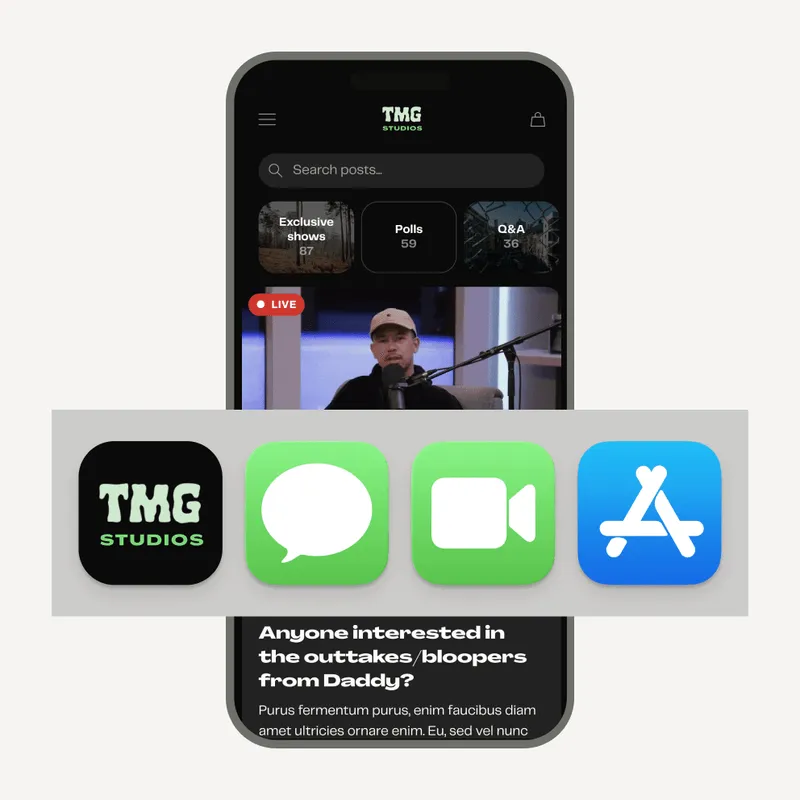 TMG
STUDIOS
Search posts...
Exclusive
shows
87
Polls
59
Q&A
36
LIVE
TMG
STUDIOS
Anyone interested in
the outtakes/bloopers
from Daddy?
Purus fermentum purus, enim faucibus diam
amet ultricies ornare enim. Eu, sed vel nunc